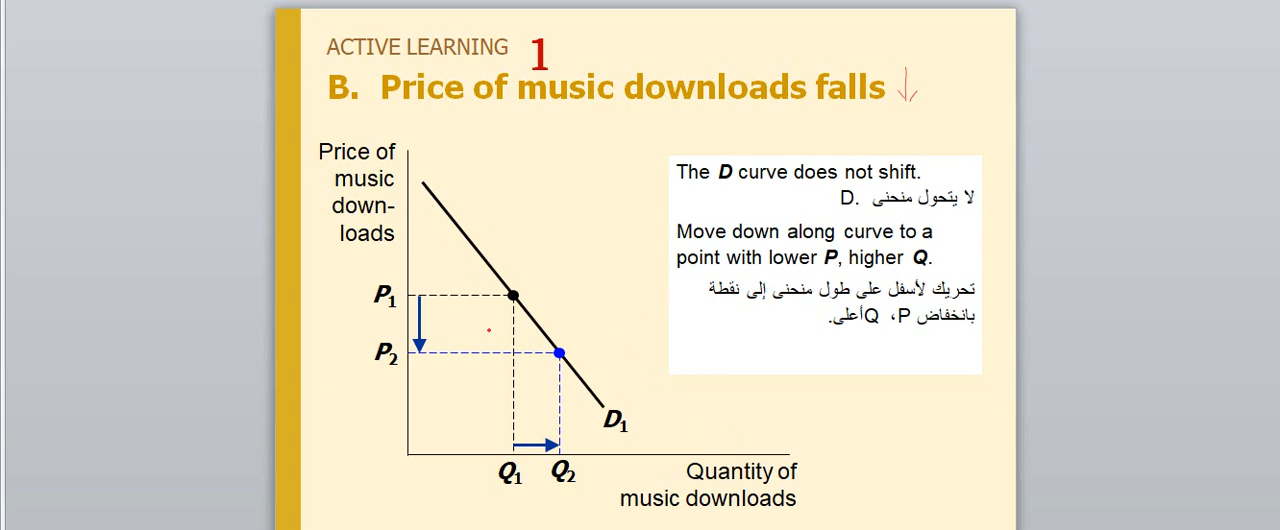 ACTIVE LEARNING 1
B. Price of music downloads falls
Price of
music
down-
loads
P1
P2
D1
Q1 Q2
Quantity of
music downloads
The D curve does not shift.
لا يتحول منحنى D.
Move down along curve to a
point with lower P, higher Q.
تحريك لأسفل على طول منحنى إلى نقطة
بانخفاض P، Qأعلى.